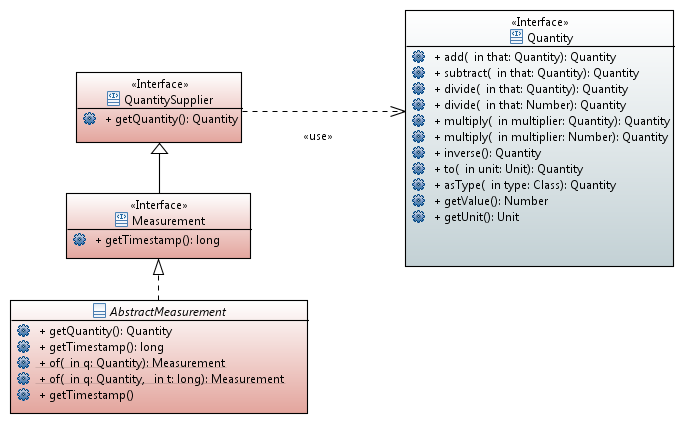 «Interface»
Quantity
+ add( in that: Quantity): Quantity
+ subtract( in that: Quantity): Quantity
+ divide( in that: Quantity): Quantity
+ divide( in that: Number): Quantity
+ multiply( in multiplier: Quantity): Quantity
+ multiply( in multiplier: Number): Quantity
+ inverse(): Quantity
+ to( in unit: Unit): Quantity
+ asType( in type: Class): Quantity
+ getValue(): Number
+ getUnit(): Unit
«Interface»
QuantitySupplier
+ getQuantity(): Quantity
«use»
«Interface»
Measurement
+ getTimestamp(): long
AbstractMeasurement
+ getQuantity(): Quantity
+ getTimestamp(): long
+ of( in q: Quantity): Measurement
+ of( in q: Quantity, in t: long): Measurement
+ getTimestamp()